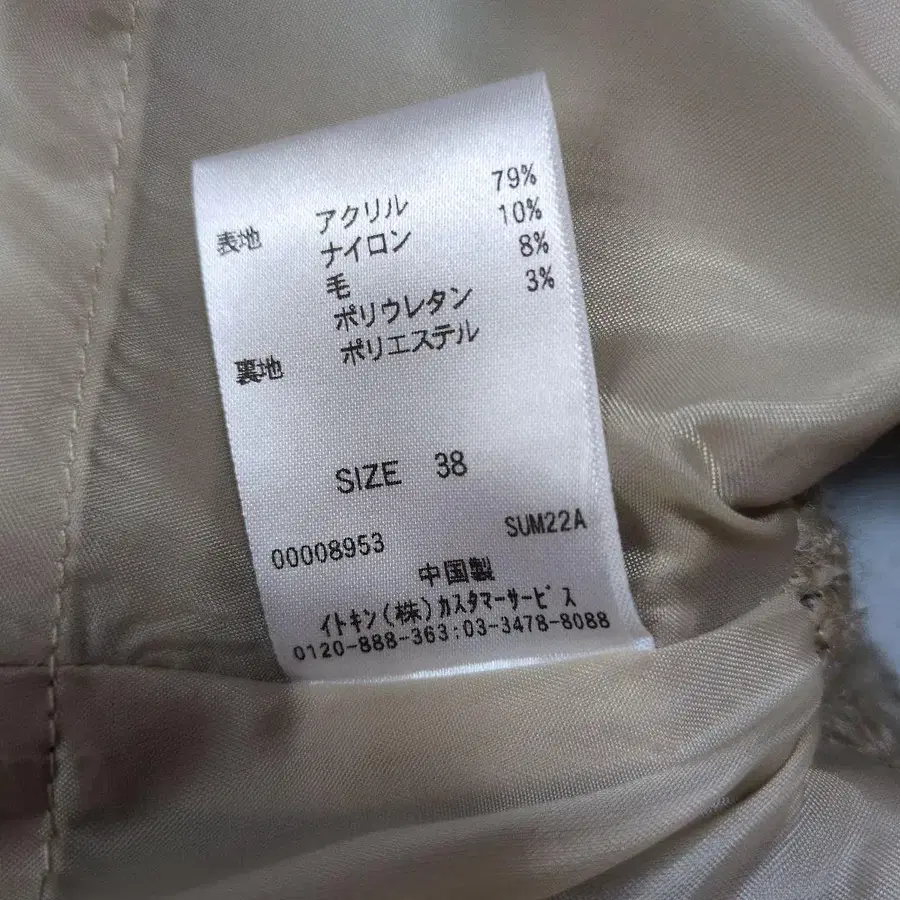 表地 アクリル 79%
ナイロン 10%
毛 8%
ポリウレタン 3%
裏地 ポリエステル
SIZE 38
00008953 SUM22A
中国製
イトキン(株)カスタマーサービス
0120-888-363:03-3478-8088